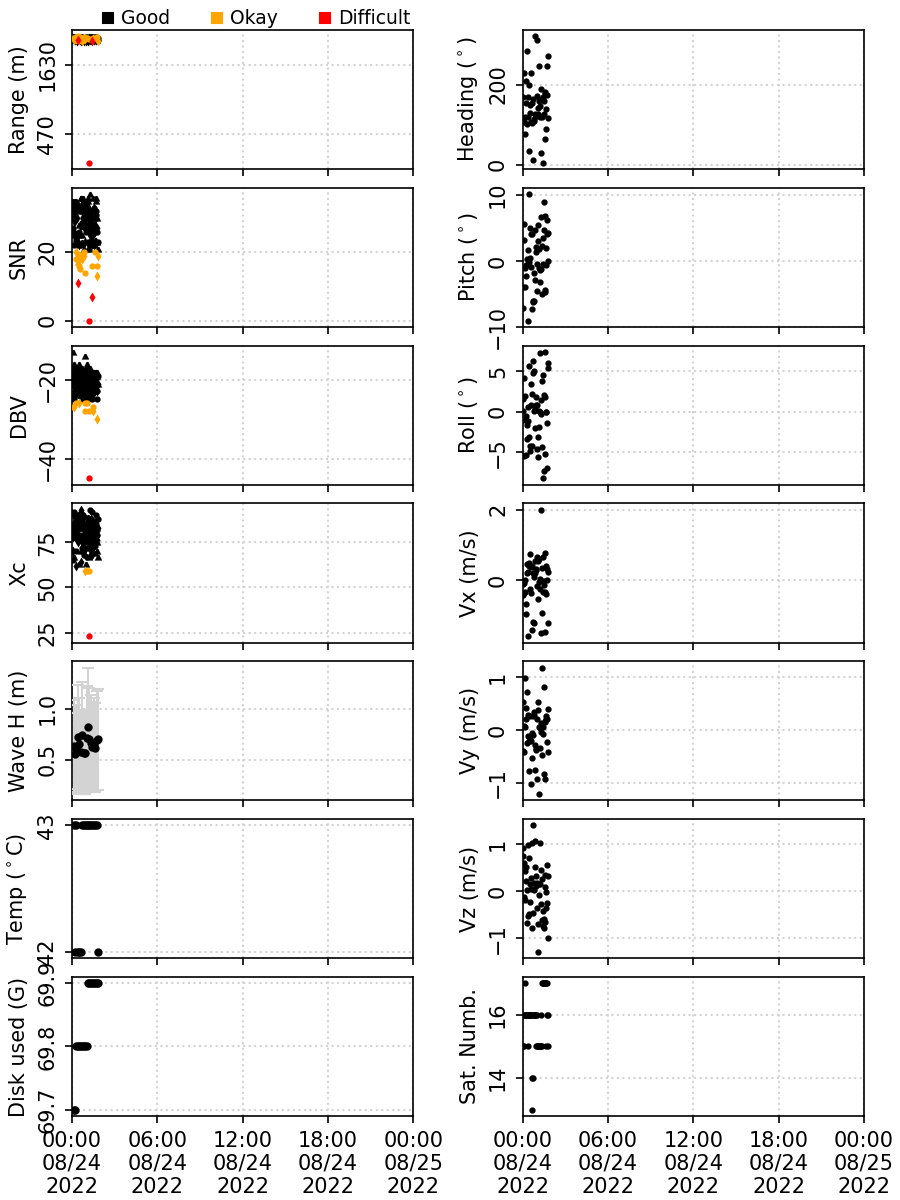 Good Okay Difficult
Range (m)
1630
470
SNR
20
0
DBV
−20
−40
Xc
75
50
25
Wave H (m)
1.0
0.5
Temp (°C)
43
42
Disk used (G)
69.9
69.8
69.7
00:00 06:00 12:00 18:00 00:00
08/24 08/24 08/24 08/24 08/25
2022 2022 2022 2022 2022
Heading (°)
200
0
Pitch (°)
10
0
−10
Roll (°)
5
0
−5
Vx (m/s)
2
0
Vy (m/s)
1
0
−1
Vz (m/s)
1
0
−1
Sat. Numb.
16
14
00:00 06:00 12:00 18:00 00:00
08/24 08/24 08/24 08/24 08/25
2022 2022 2022 2022 2022